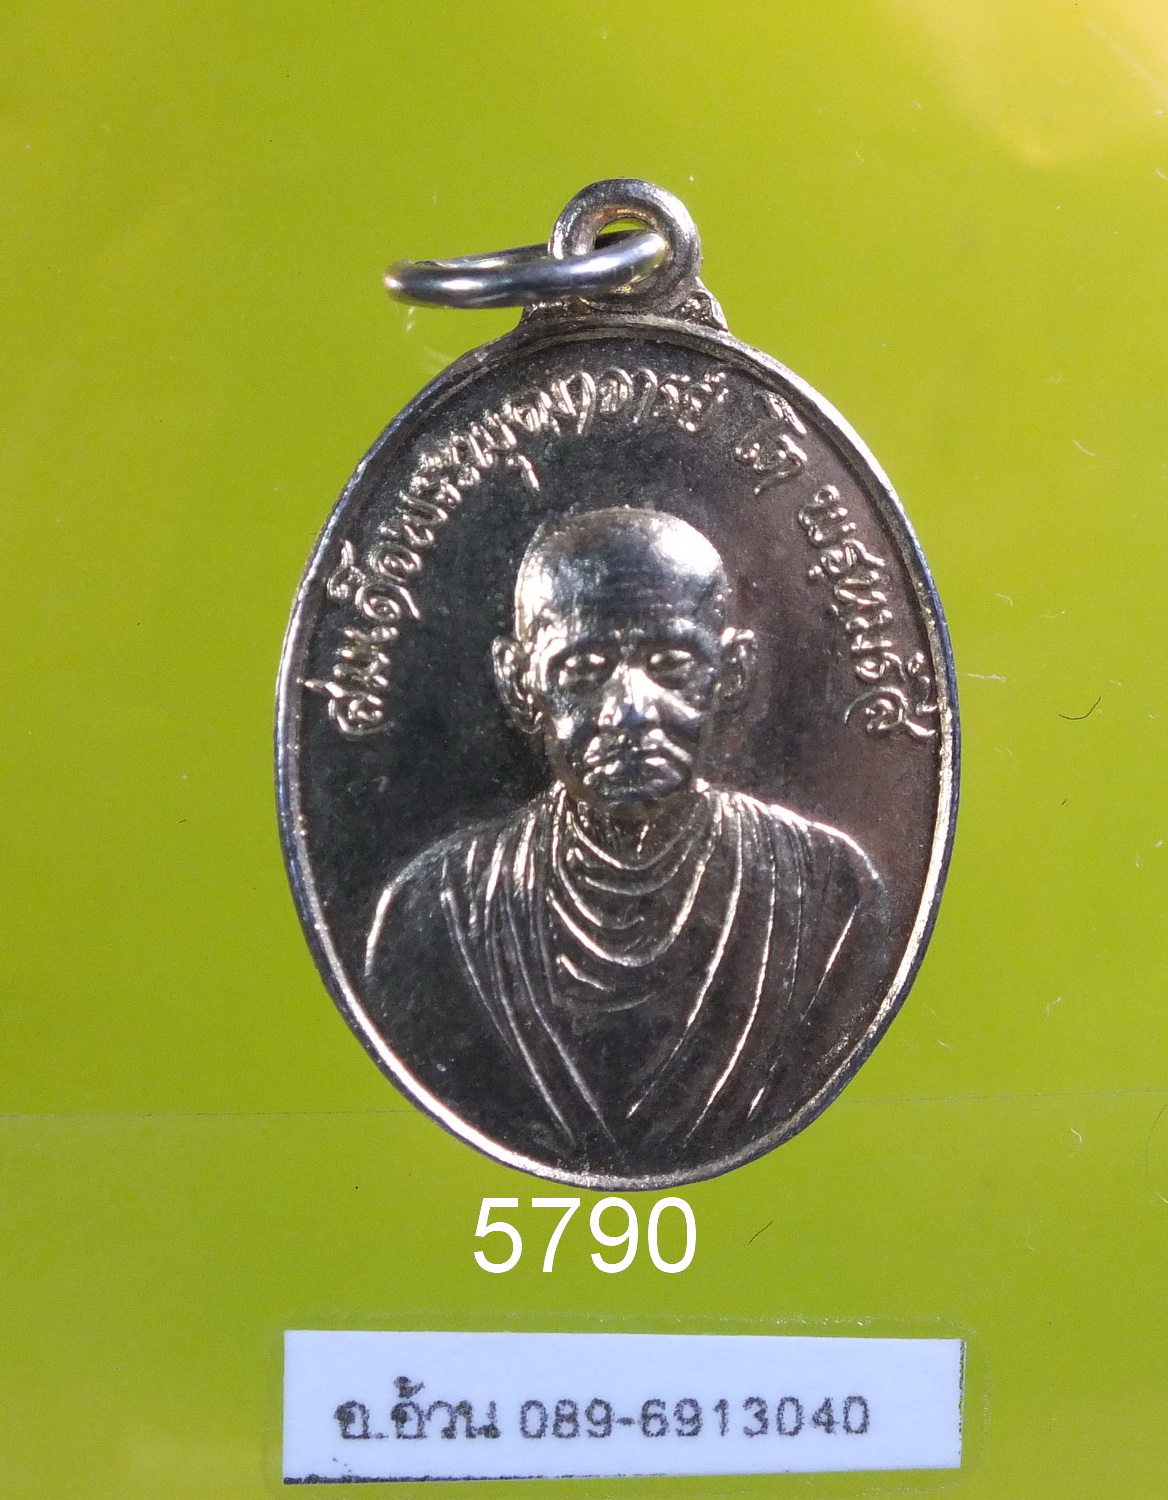 สมเด็จพระพุฒาจารย์ โต พรหมรังสี
5790
อ.อ้วน 089-6913040